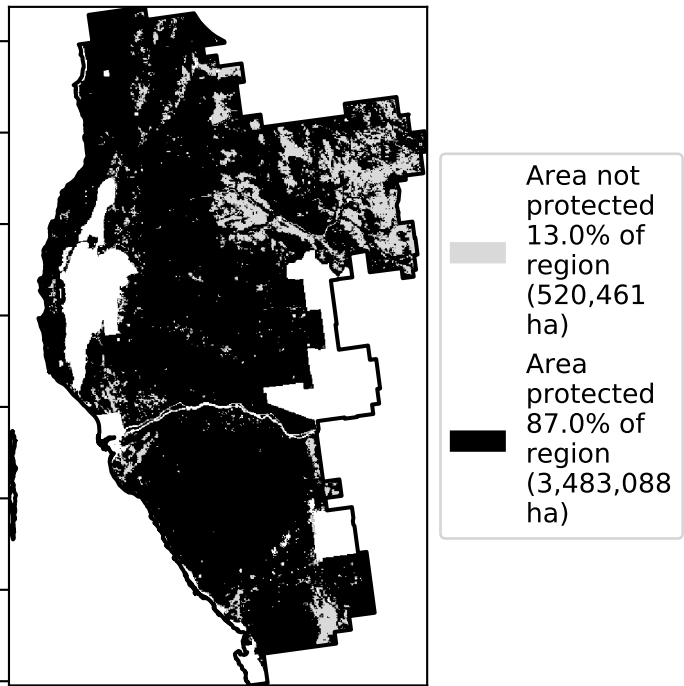 Area not
protected
13.0% of
region
(520,461
ha)
Area
protected
87.0% of
region
(3,483,088
ha)